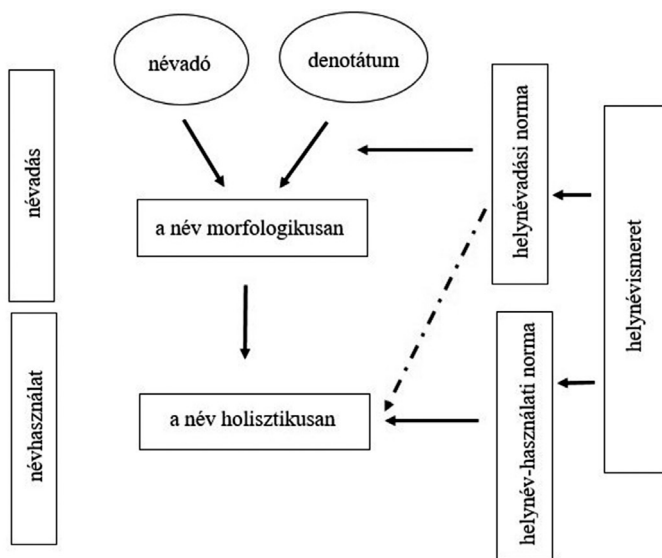 névadó
denotátum
névadás
a név morfologikusan
helynévadási norma
helynévismeret
névhasználat
a név holisztikusan
helynév-használati norma